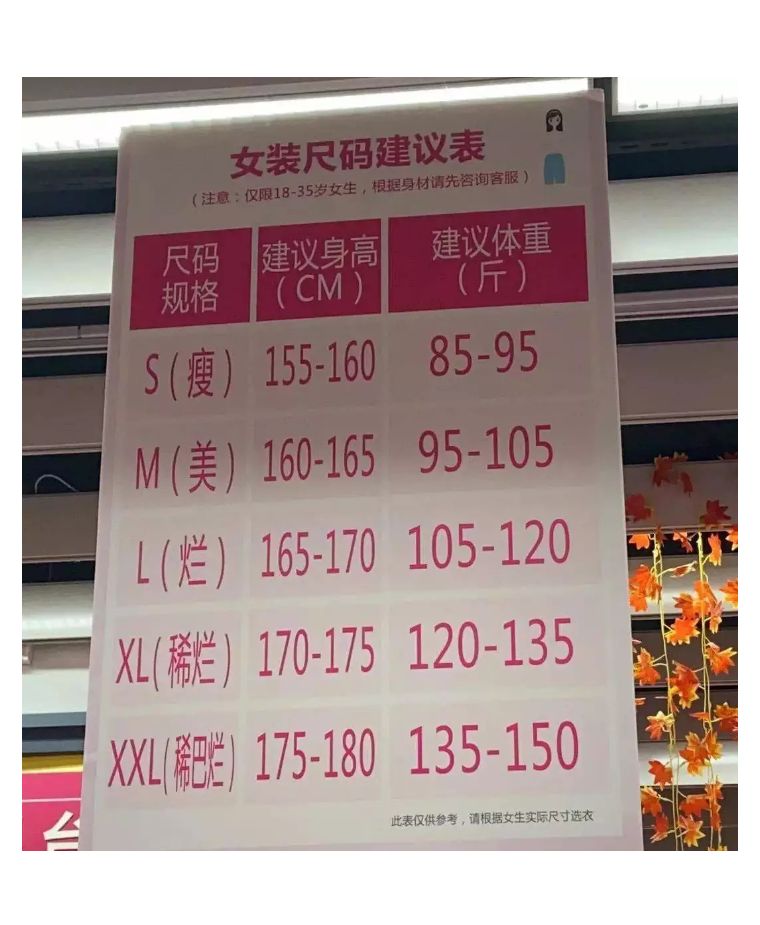 女装尺码建议表
（注意：仅限18-35岁女生，根据身材请先咨询客服）
尺码规格 建议身高（CM） 建议体重（斤）
S（瘦） 155-160 85-95
M（美） 160-165 95-105
L（烂） 165-170 105-120
XL（稀烂） 170-175 120-135
XXL（稀巴烂） 175-180 135-150
此表仅供参考，请根据女生实际尺寸选衣